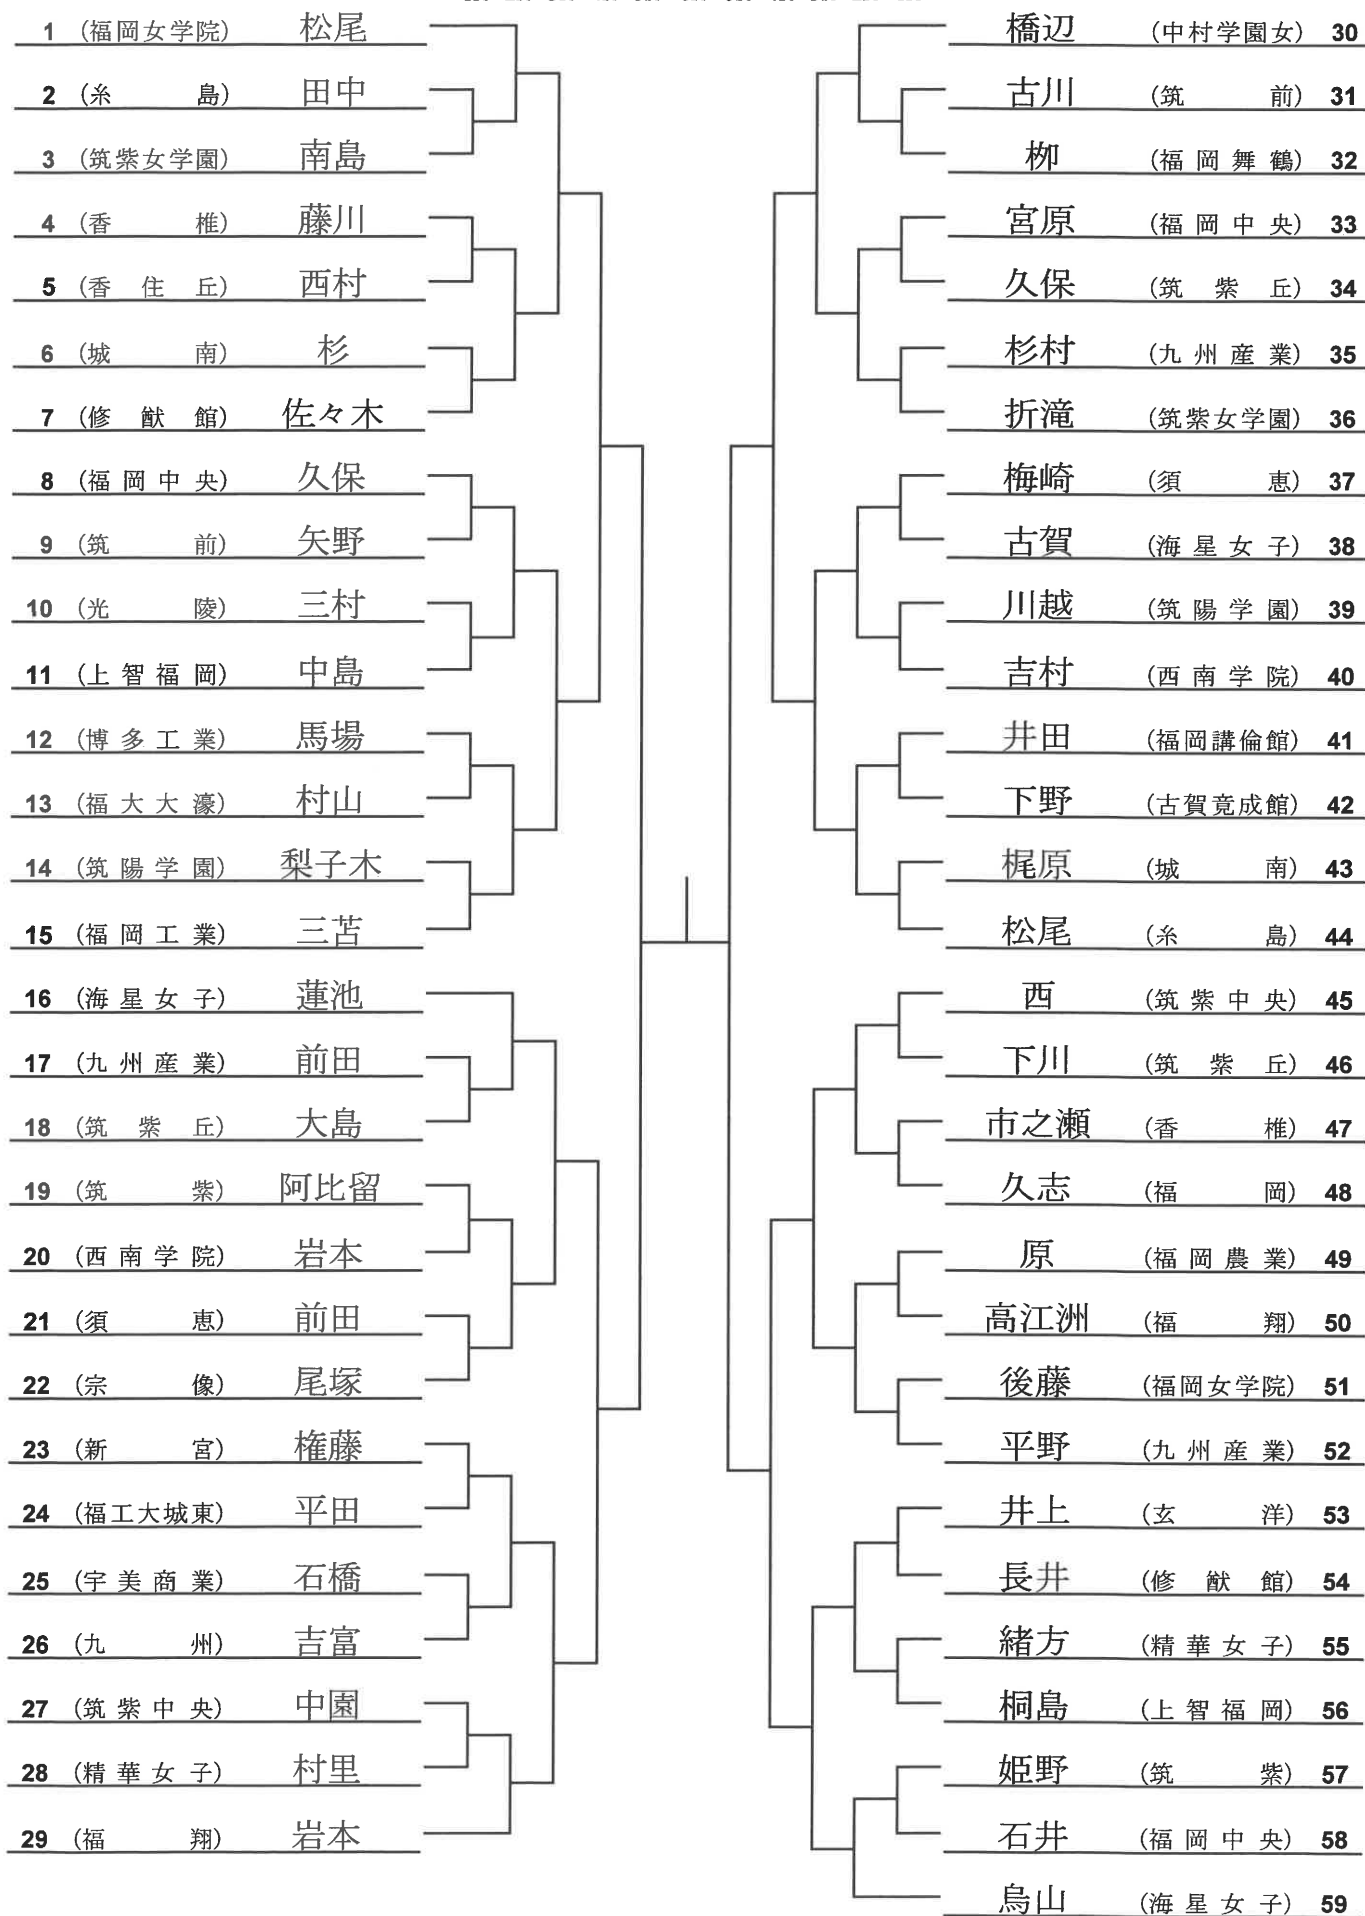 1 (福岡女学院) 松尾
2 (糸島) 田中
3 (筑紫女学園) 南島
4 (香椎) 藤川
5 (香住丘) 西村
6 (城南) 杉
7 (修猷館) 佐々木
8 (福岡中央) 久保
9 (筑前) 矢野
10 (光陵) 三村
11 (上智福岡) 中島
12 (博多工業) 馬場
13 (福大大濠) 村山
14 (筑陽学園) 梨子木
15 (福岡工業) 三苫
16 (海星女子) 蓮池
17 (九州産業) 前田
18 (筑紫丘) 大島
19 (筑紫) 阿比留
20 (西南学院) 岩本
21 (須恵) 前田
22 (宗像) 尾塚
23 (新宮) 権藤
24 (福工大城東) 平田
25 (宇美商業) 石橋
26 (九州) 吉富
27 (筑紫中央) 中園
28 (精華女子) 村里
29 (福翔) 岩本
橋辺 (中村学園女) 30
古川 (筑前) 31
栁 (福岡舞鶴) 32
宮原 (福岡中央) 33
久保 (筑紫丘) 34
杉村 (九州産業) 35
折滝 (筑紫女学園) 36
梅崎 (須恵) 37
古賀 (海星女子) 38
川越 (筑陽学園) 39
吉村 (西南学院) 40
井田 (福岡講倫館) 41
下野 (古賀竟成館) 42
梶原 (城南) 43
松尾 (糸島) 44
西 (筑紫中央) 45
下川 (筑紫丘) 46
市之瀬 (香椎) 47
久志 (福岡) 48
原 (福岡農業) 49
高江洲 (福翔) 50
後藤 (福岡女学院) 51
平野 (九州産業) 52
井上 (玄洋) 53
長井 (修猷館) 54
緒方 (精華女子) 55
桐島 (上智福岡) 56
姫野 (筑紫) 57
石井 (福岡中央) 58
烏山 (海星女子) 59